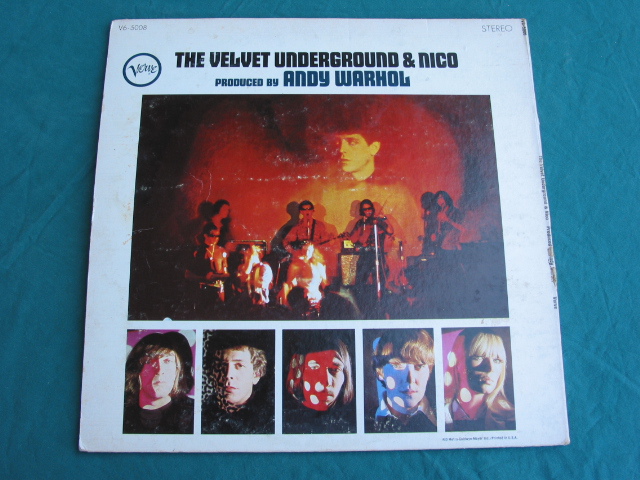 V6-5008
STEREO
Verve
THE VELVET UNDERGROUND & NICO
PRODUCED BY ANDY WARHOL